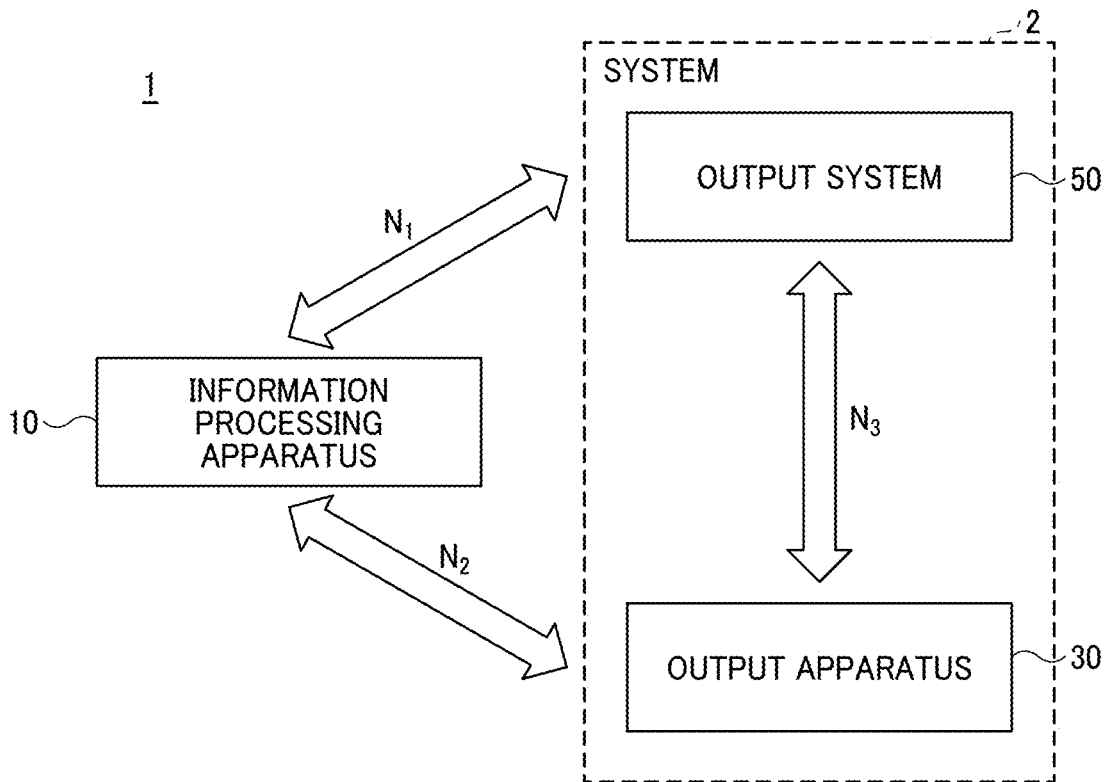 2
SYSTEM
1
OUTPUT SYSTEM
50
N₁
INFORMATION
PROCESSING
APPARATUS
10
N₃
N₂
OUTPUT APPARATUS
30